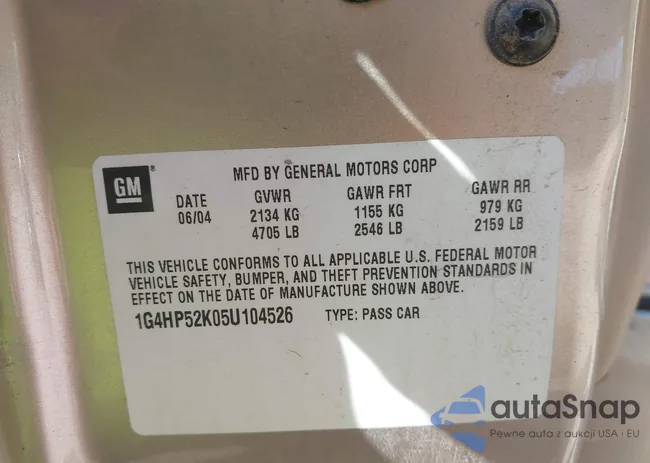 GM
MFD BY GENERAL MOTORS CORP
DATE GVWR GAWR FRT GAWR RR
06/04 2134 KG 1155 KG 979 KG
4705 LB 2546 LB 2159 LB
THIS VEHICLE CONFORMS TO ALL APPLICABLE U.S. FEDERAL MOTOR
VEHICLE SAFETY, BUMPER, AND THEFT PREVENTION STANDARDS IN
EFFECT ON THE DATE OF MANUFACTURE SHOWN ABOVE.
1G4HP52K05U104526 TYPE: PASS CAR
autaSnap
Pewne auta z aukcji USA i EU